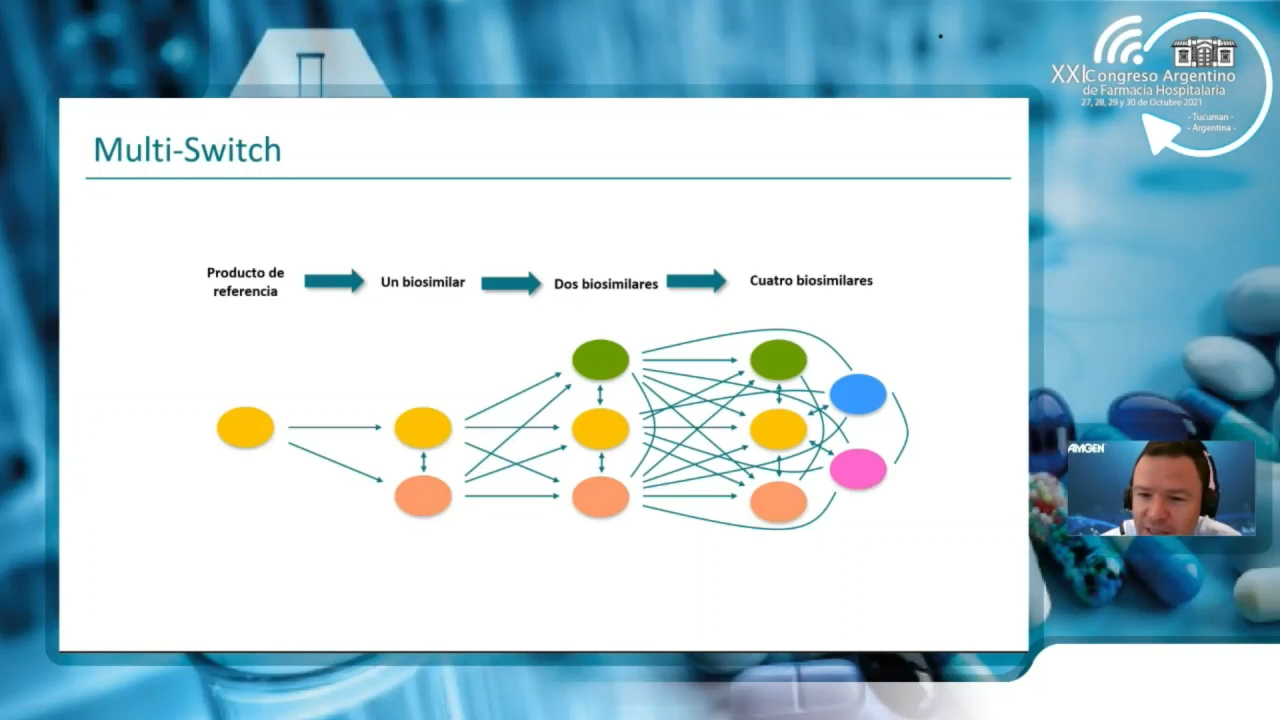 XXI Congreso Argentino
de Farmacia Hospitalaria
27, 28, 29 y 30 de Octubre 2021
- Tucuman -
- Argentina -
Multi-Switch
Producto de
referencia
Un biosimilar
Dos biosimilares
Cuatro biosimilares
AMGEN